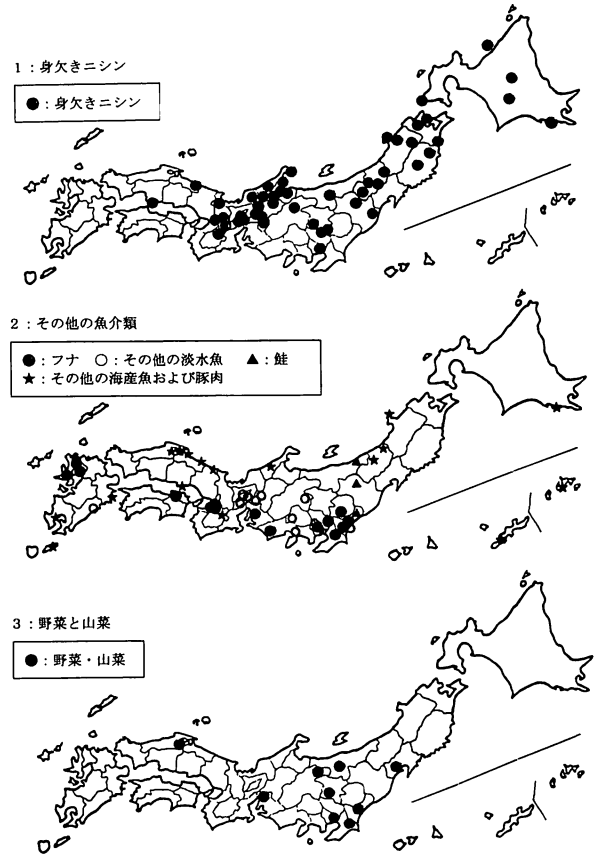 1：身欠きニシン
●：身欠きニシン
2：その他の魚介類
●：フナ ○：その他の淡水魚 ▲：鮭
★：その他の海産魚および豚肉
3：野菜と山菜
●：野菜・山菜